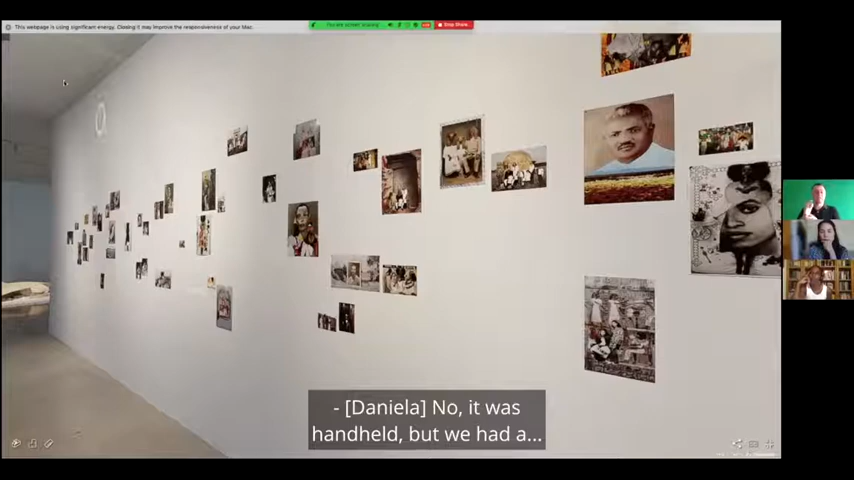 This webpage is using significant energy. Closing it may improve the responsiveness of your Mac.
You are screen sharing
Stop Share
- [Daniela] No, it was
handheld, but we had a...